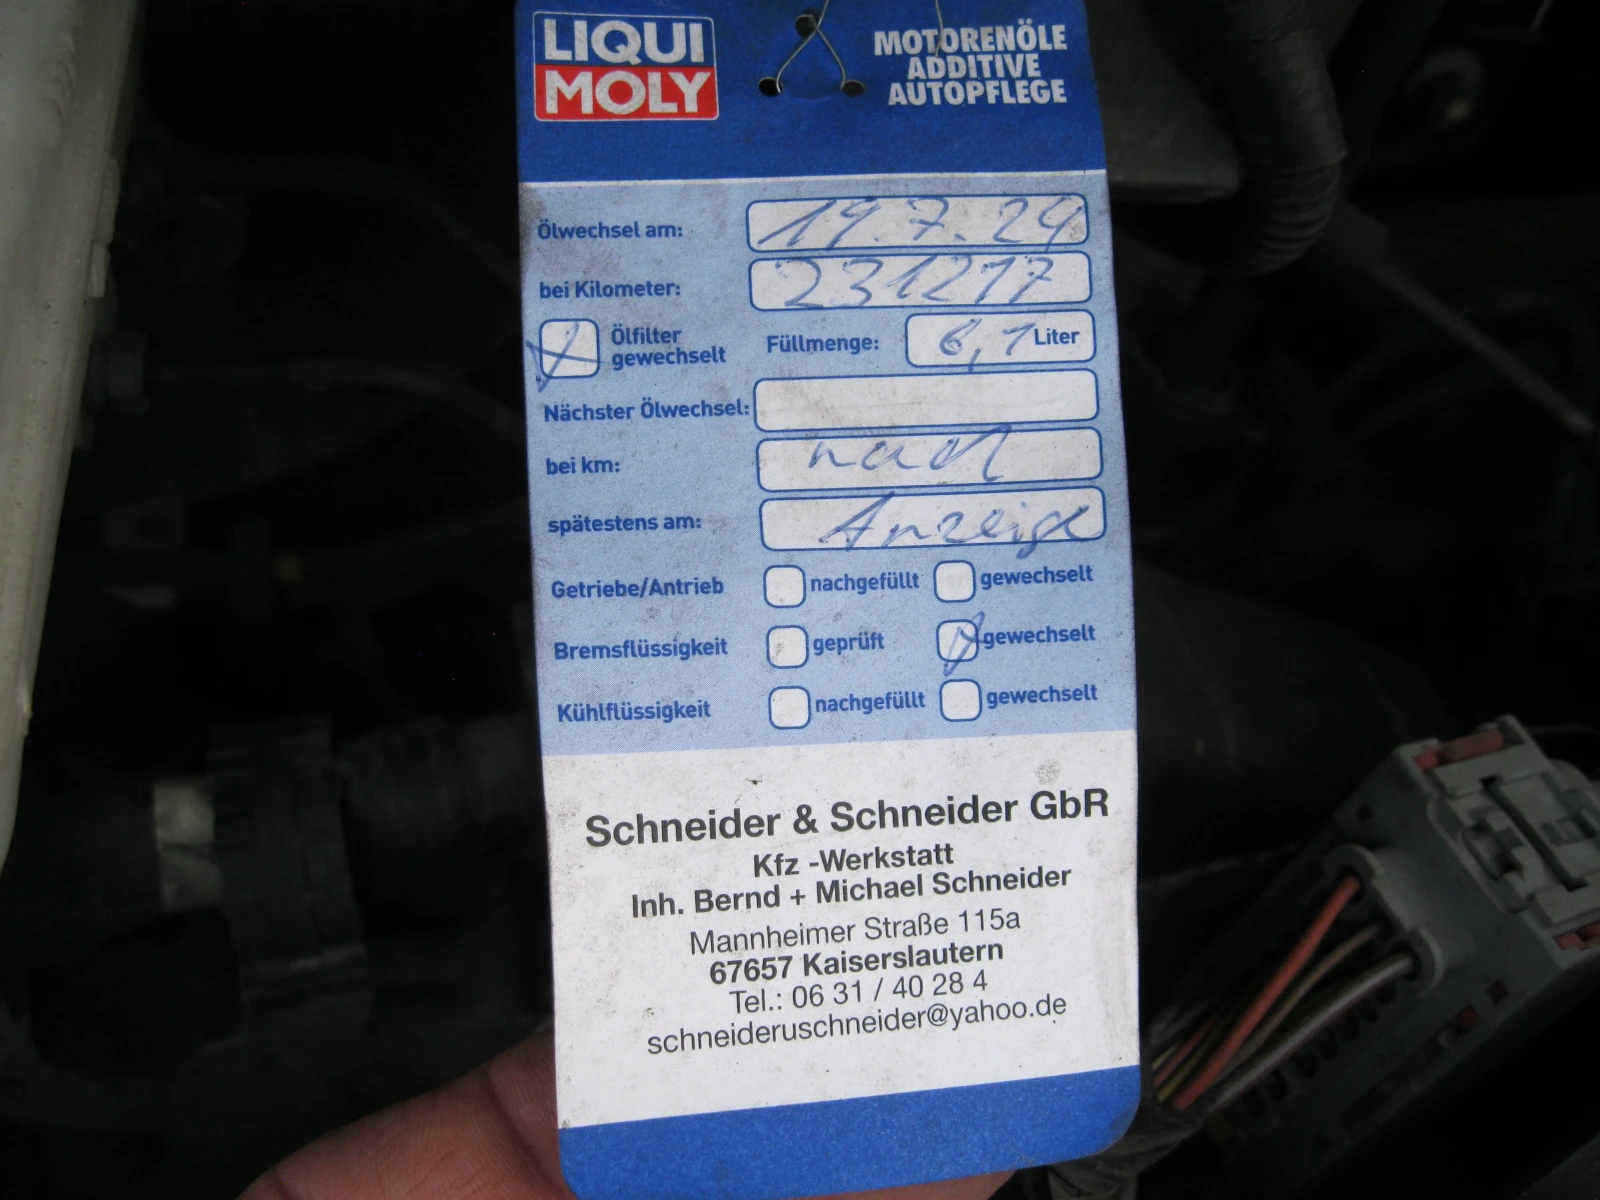 LIQUI
MOLY
MOTORENÖLE
ADDITIVE
AUTOPFLEGE
Ölwechsel am: 19.7.24
bei Kilometer: 231217
Ölfilter gewechselt Füllmenge: 6,1 Liter
Nächster Ölwechsel:
bei km: nach
spätestens am: Anzeige
Getriebe/Antrieb nachgefüllt gewechselt
Bremsflüssigkeit geprüft gewechselt
Kühlflüssigkeit nachgefüllt gewechselt
Schneider & Schneider GbR
Kfz -Werkstatt
Inh. Bernd + Michael Schneider
Mannheimer Straße 115a
67657 Kaiserslautern
Tel.: 06 31 / 40 28 4
schneideruschneider@yahoo.de